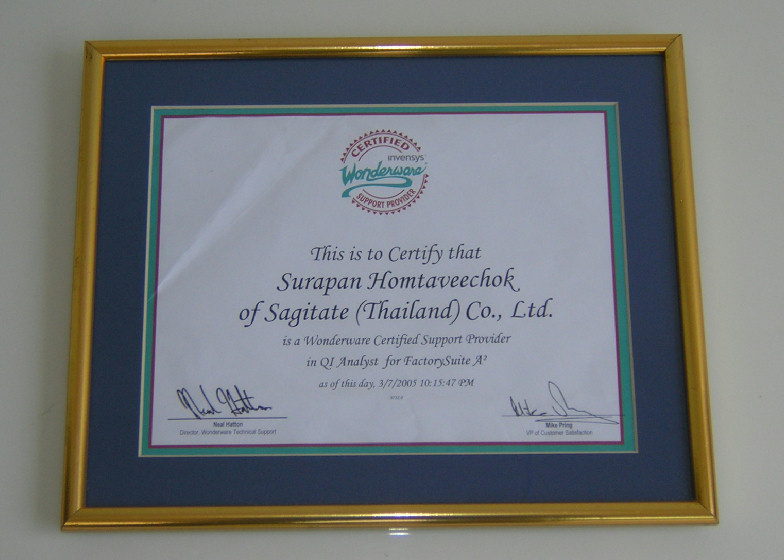 CERTIFIED
invensys
Wonderware
SUPPORT PROVIDER
This is to Certify that
Surapan Homtaveechok
of Sagitate (Thailand) Co., Ltd.
is a Wonderware Certified Support Provider
in QI Analyst for FactorySuite A²
as of this day, 3/7/2005 10:15:47 PM
Neal Hatton
Mike Pring
Director, Wonderware Technical Support
VP of Customer Satisfaction